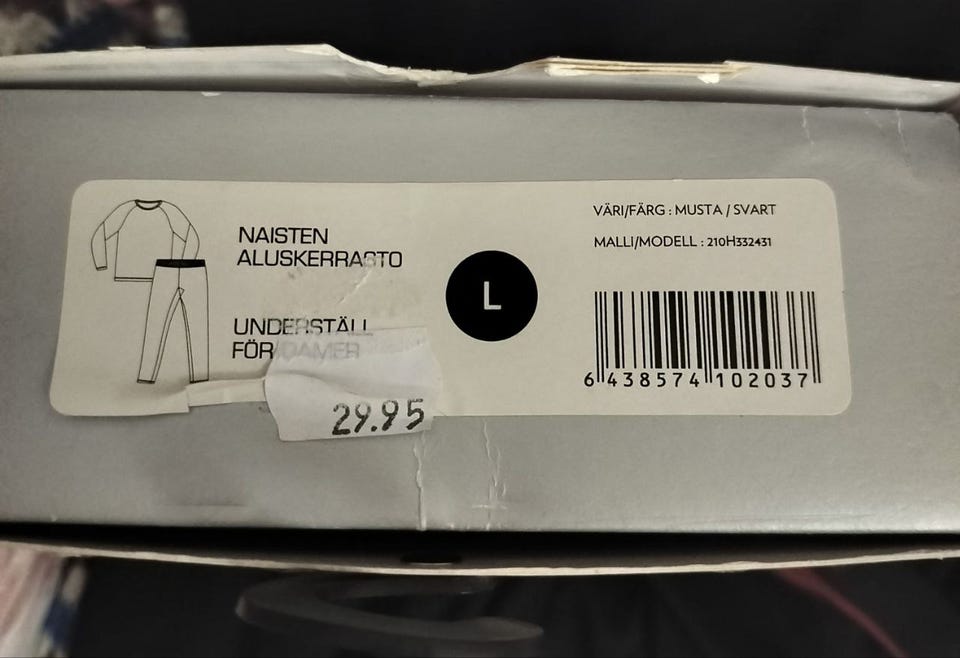 NAISTEN
ALUSKERRASTO
UNDERSTÄLL
FÖR DAMER
29.95
L
VÄRI/FÄRG : MUSTA / SVART
MALLI/MODELL : 210H332431
6 438574 102037